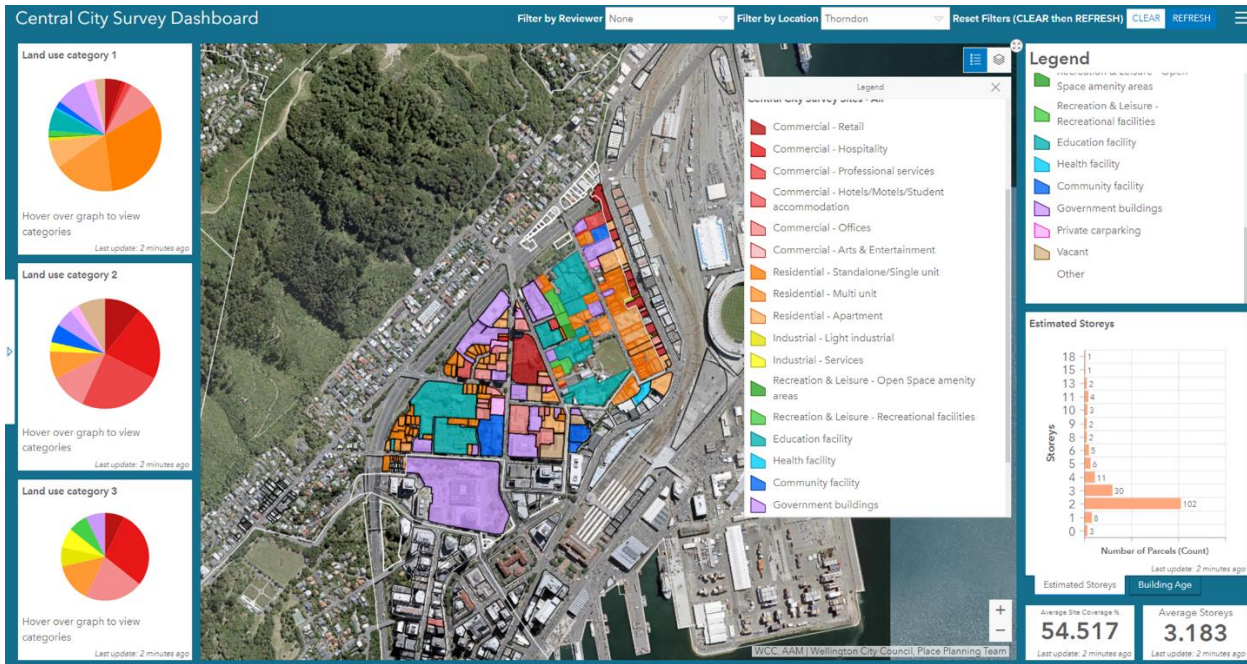 Central City Survey Dashboard
Filter by Reviewer None
Filter by Location Thorndon
Reset Filters (CLEAR then REFRESH) CLEAR REFRESH
Land use category 1
Hover over graph to view
categories
Last update: 2 minutes ago
Land use category 2
Hover over graph to view
categories
Last update: 2 minutes ago
Land use category 3
Hover over graph to view
categories
Last update: 2 minutes ago
Legend
Central City Survey Sites - All
Commercial - Retail
Commercial - Hospitality
Commercial - Professional services
Commercial - Hotels/Motels/Student
accommodation
Commercial - Offices
Commercial - Arts & Entertainment
Residential - Standalone/Single unit
Residential - Multi unit
Residential - Apartment
Industrial - Light industrial
Industrial - Services
Recreation & Leisure - Open Space amenity
areas
Recreation & Leisure - Recreational facilities
Education facility
Health facility
Community facility
Government buildings
+
−
WCC, AAM | Wellington City Council, Place Planning Team
Legend
Recreation & Leisure - Open
Space amenity areas
Recreation & Leisure -
Recreational facilities
Education facility
Health facility
Community facility
Government buildings
Private carparking
Vacant
Other
Estimated Storeys
Storeys
18 1
15 1
13 2
11 4
10 3
9 2
8 2
6 5
5 6
4 11
3 30
2 102
1 8
0 3
Number of Parcels (Count)
Last update: 2 minutes ago
Estimated Storeys Building Age
Average Site Coverage %
54.517
Last update: 2 minutes ago
Average Storeys
3.183
Last update: 2 minutes ago